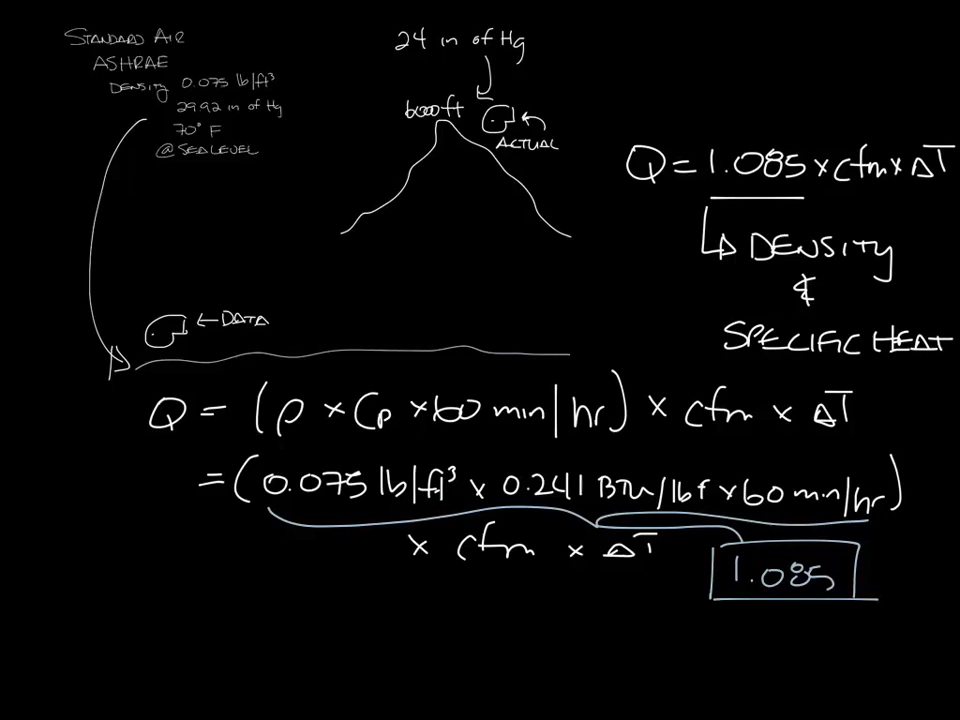 STANDARD AIR
ASHRAE
DENSITY 0.075 lb/ft³
29.92 in of Hg
70° F
@ SEA LEVEL
24 in of Hg
6000 ft
ACTUAL
Q = 1.085 x cfm x ΔT
DENSITY
&
SPECIFIC HEAT
← DATA
Q = (ρ x Cp x 60 min/hr) x cfm x ΔT
= (0.075 lb/ft³ x 0.241 BTU/lb F x 60 min/hr)
x cfm x ΔT
1.085